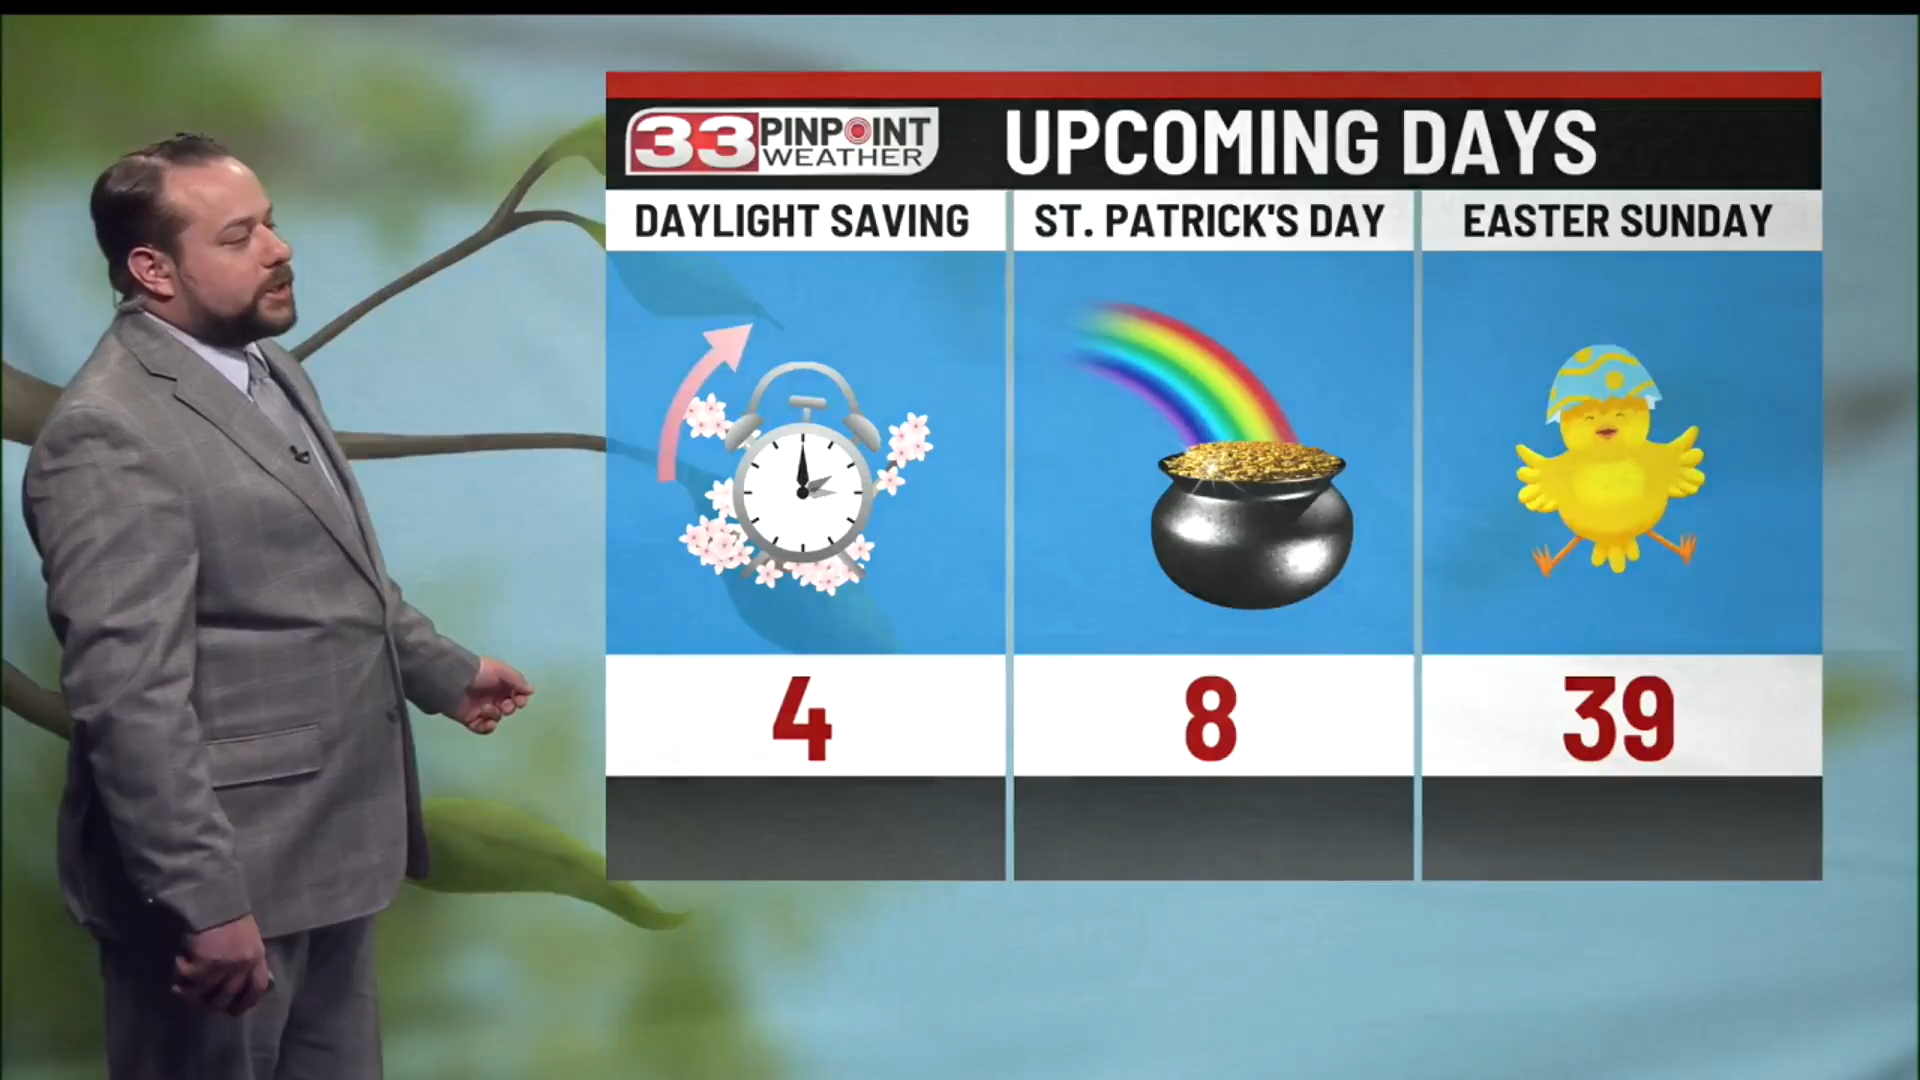 33 PINPOINT WEATHER
UPCOMING DAYS
DAYLIGHT SAVING
ST. PATRICK'S DAY
EASTER SUNDAY
4
8
39